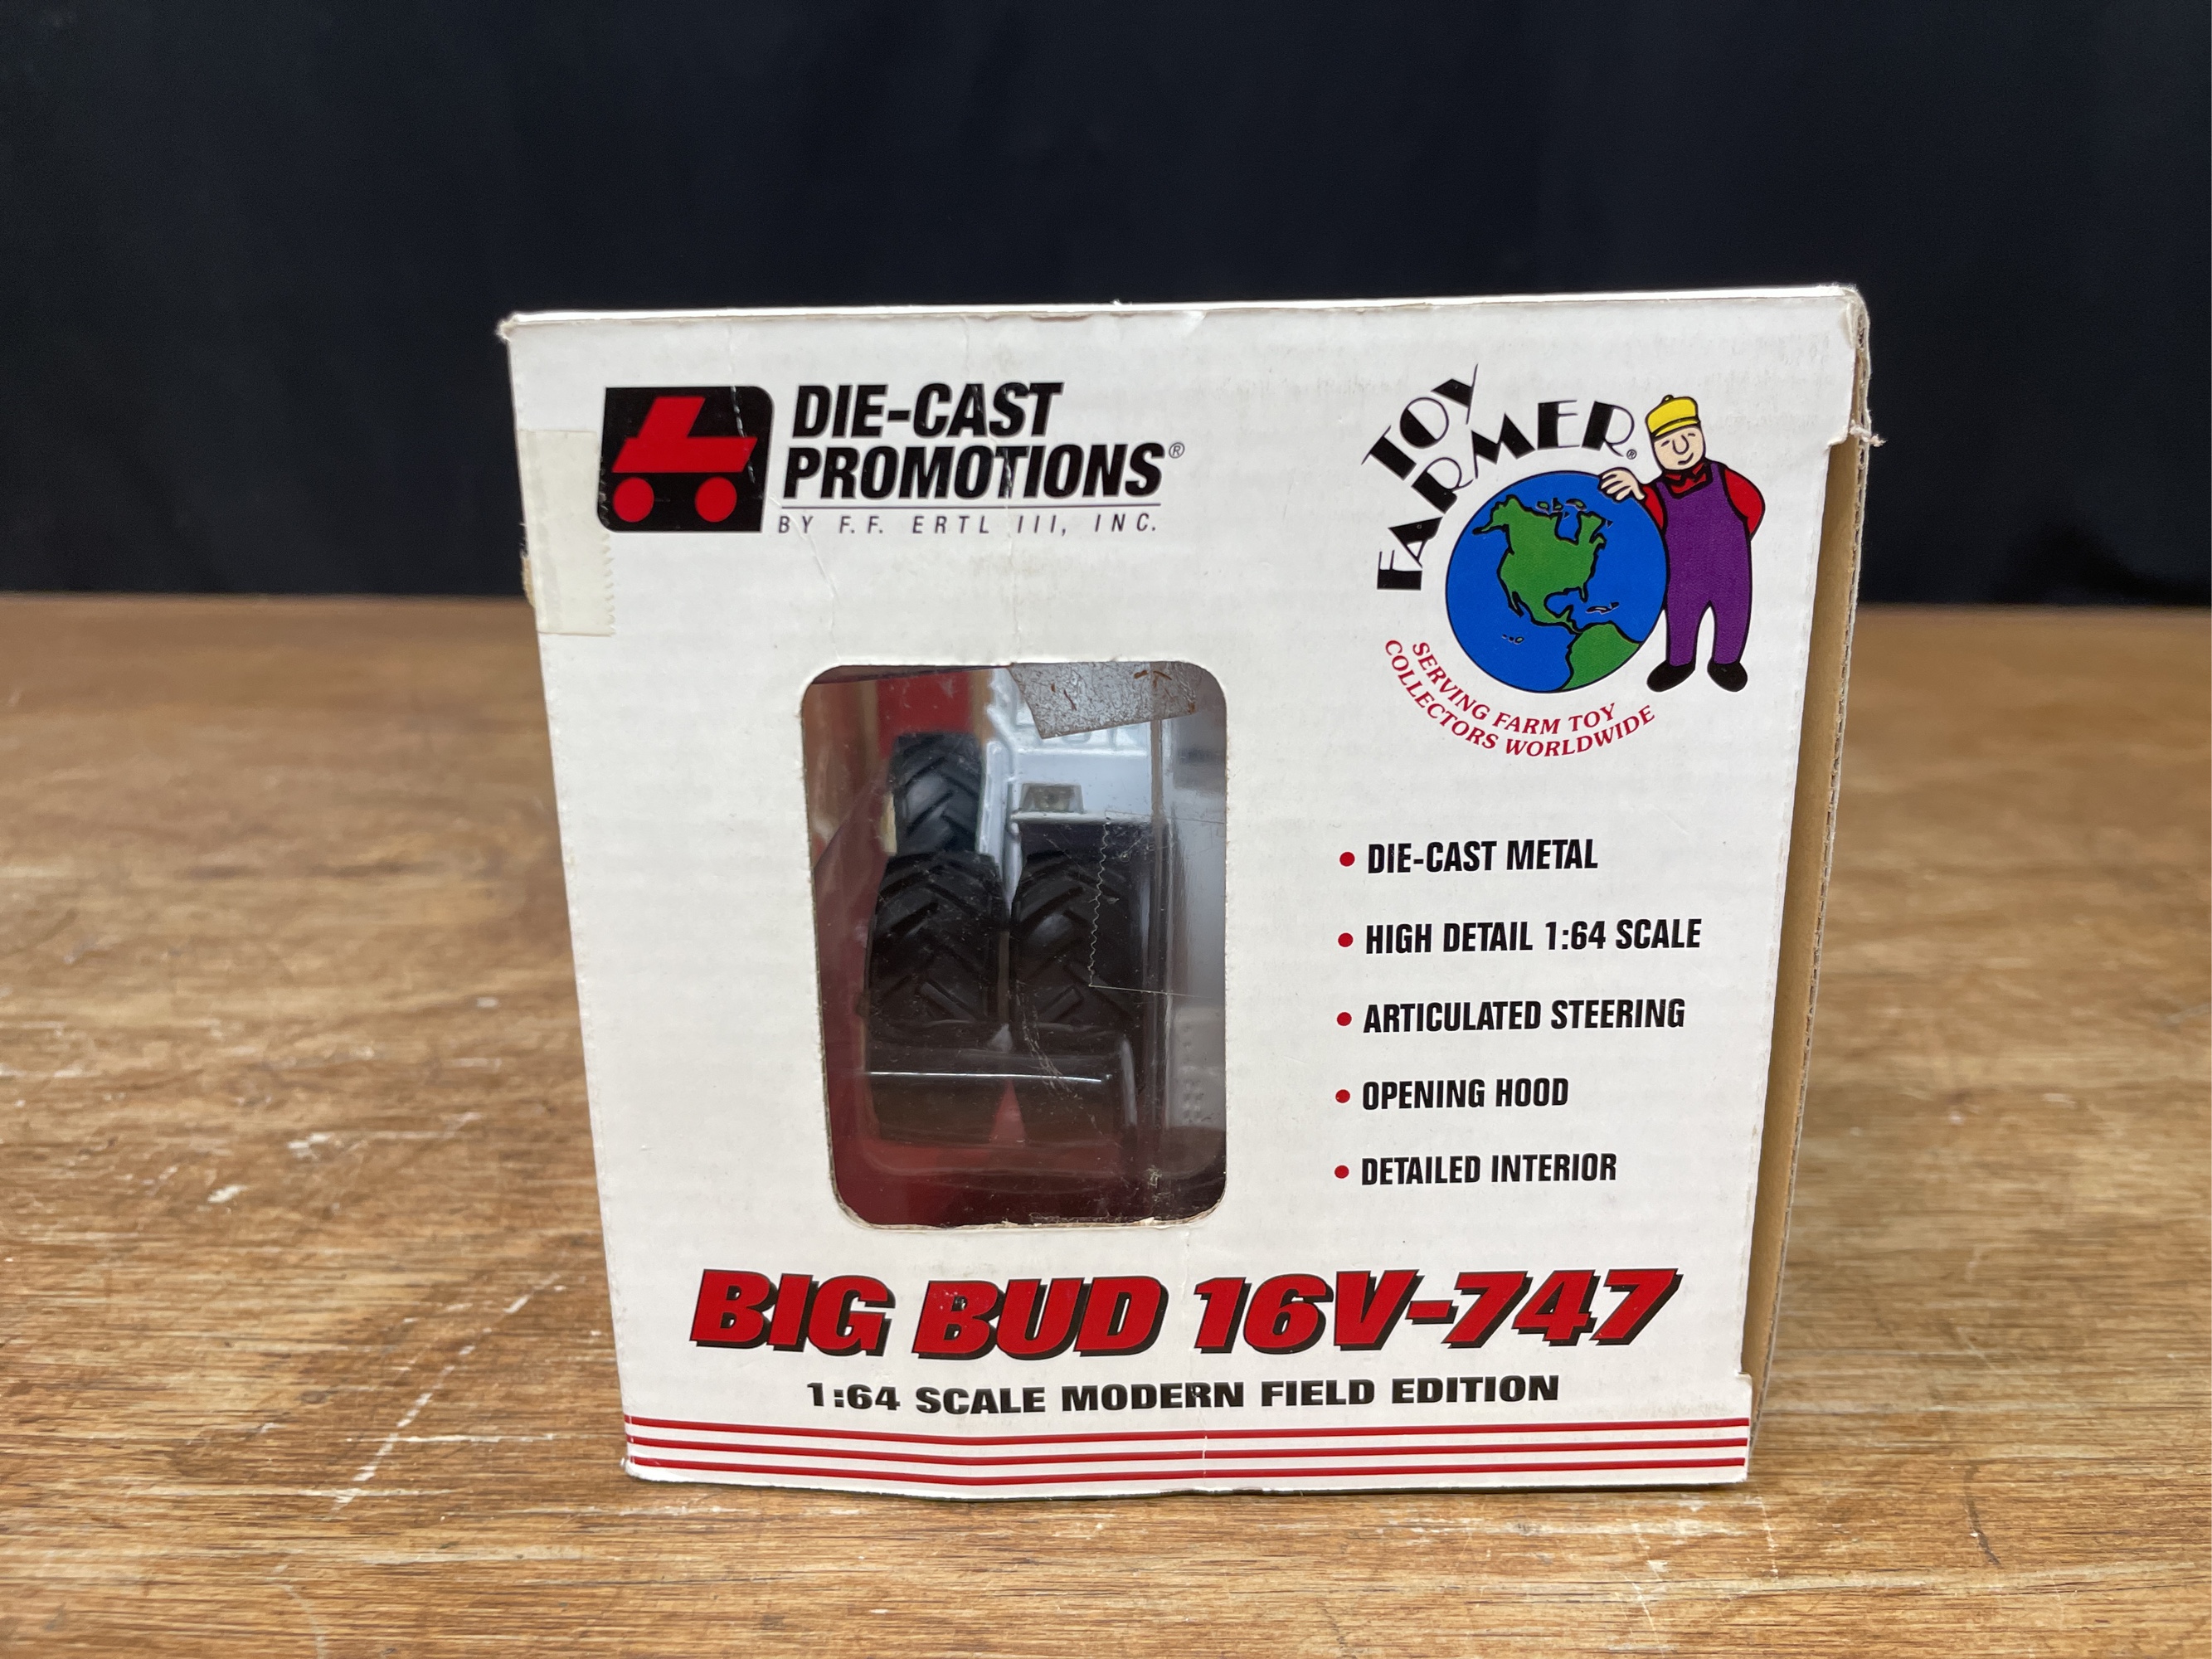 DIE-CAST
PROMOTIONS®
BY F.F. ERTL III, INC.
TOY
FARMER®
SERVING FARM TOY
COLLECTORS WORLDWIDE
• DIE-CAST METAL
• HIGH DETAIL 1:64 SCALE
• ARTICULATED STEERING
• OPENING HOOD
• DETAILED INTERIOR
BIG BUD 16V-747
1:64 SCALE MODERN FIELD EDITION